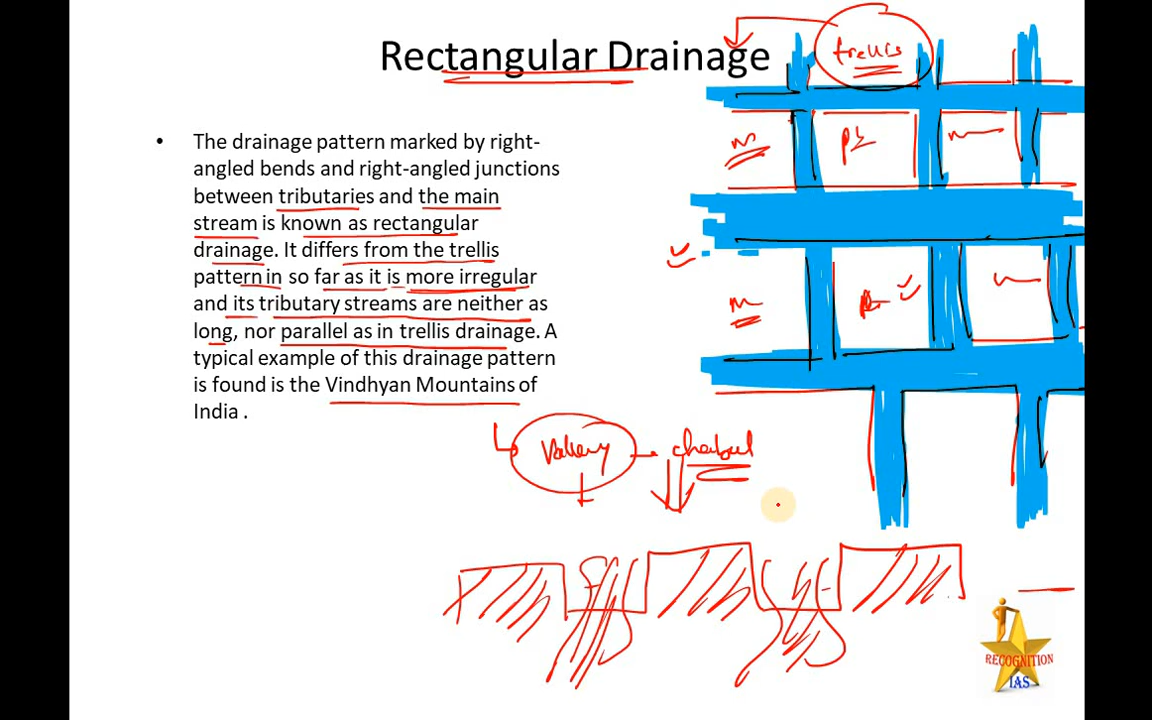 Rectangular Drainage
trellis
• The drainage pattern marked by right-
angled bends and right-angled junctions
between tributaries and the main
stream is known as rectangular
drainage. It differs from the trellis
pattern in so far as it is more irregular
and its tributary streams are neither as
long, nor parallel as in trellis drainage. A
typical example of this drainage pattern
is found is the Vindhyan Mountains of
India .
RECOGNITION
IAS